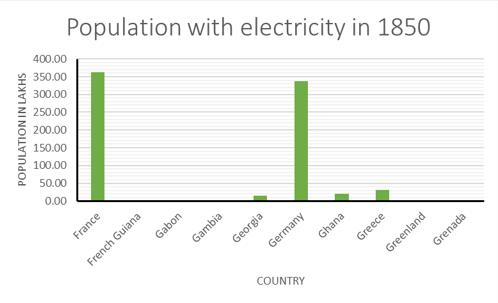 Population with electricity in 1850
POPULATION IN LAKHS
400.00
350.00
300.00
250.00
200.00
150.00
100.00
50.00
0.00
France
French Guiana
Gabon
Gambia
Georgia
Germany
Ghana
Greece
Greenland
Grenada
COUNTRY